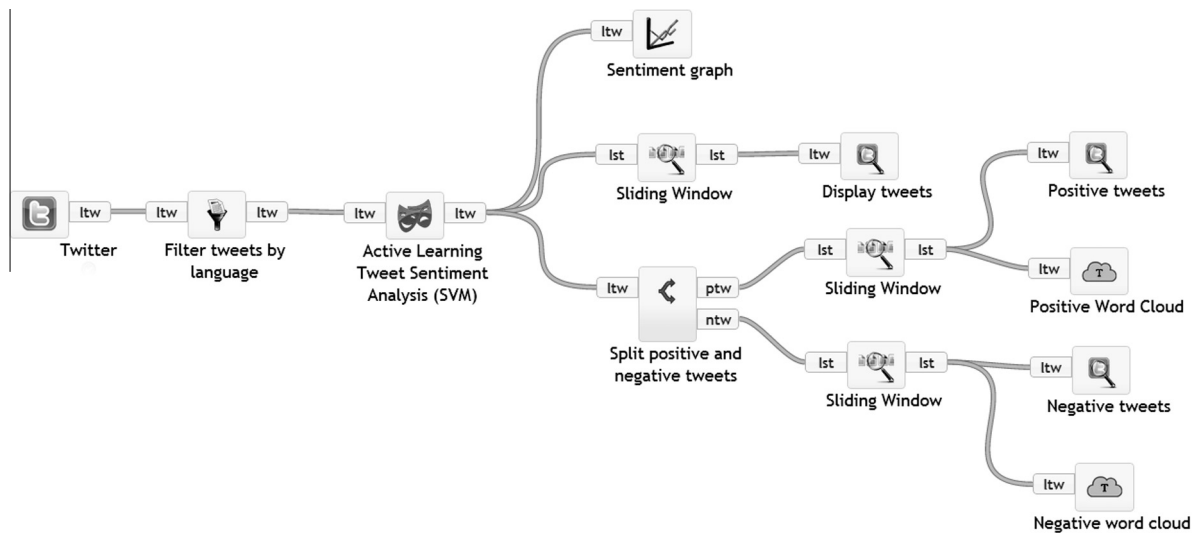 ltw
Sentiment graph
lst
lst
ltw
Sliding Window
Display tweets
ltw
Positive tweets
ltw
ltw
ltw
ltw
ltw
Twitter
Filter tweets by
language
Active Learning
Tweet Sentiment
Analysis (SVM)
lst
lst
Sliding Window
ltw
T
Positive Word Cloud
ltw
ptw
ntw
Split positive and
negative tweets
lst
lst
Sliding Window
ltw
Negative tweets
ltw
T
Negative word cloud